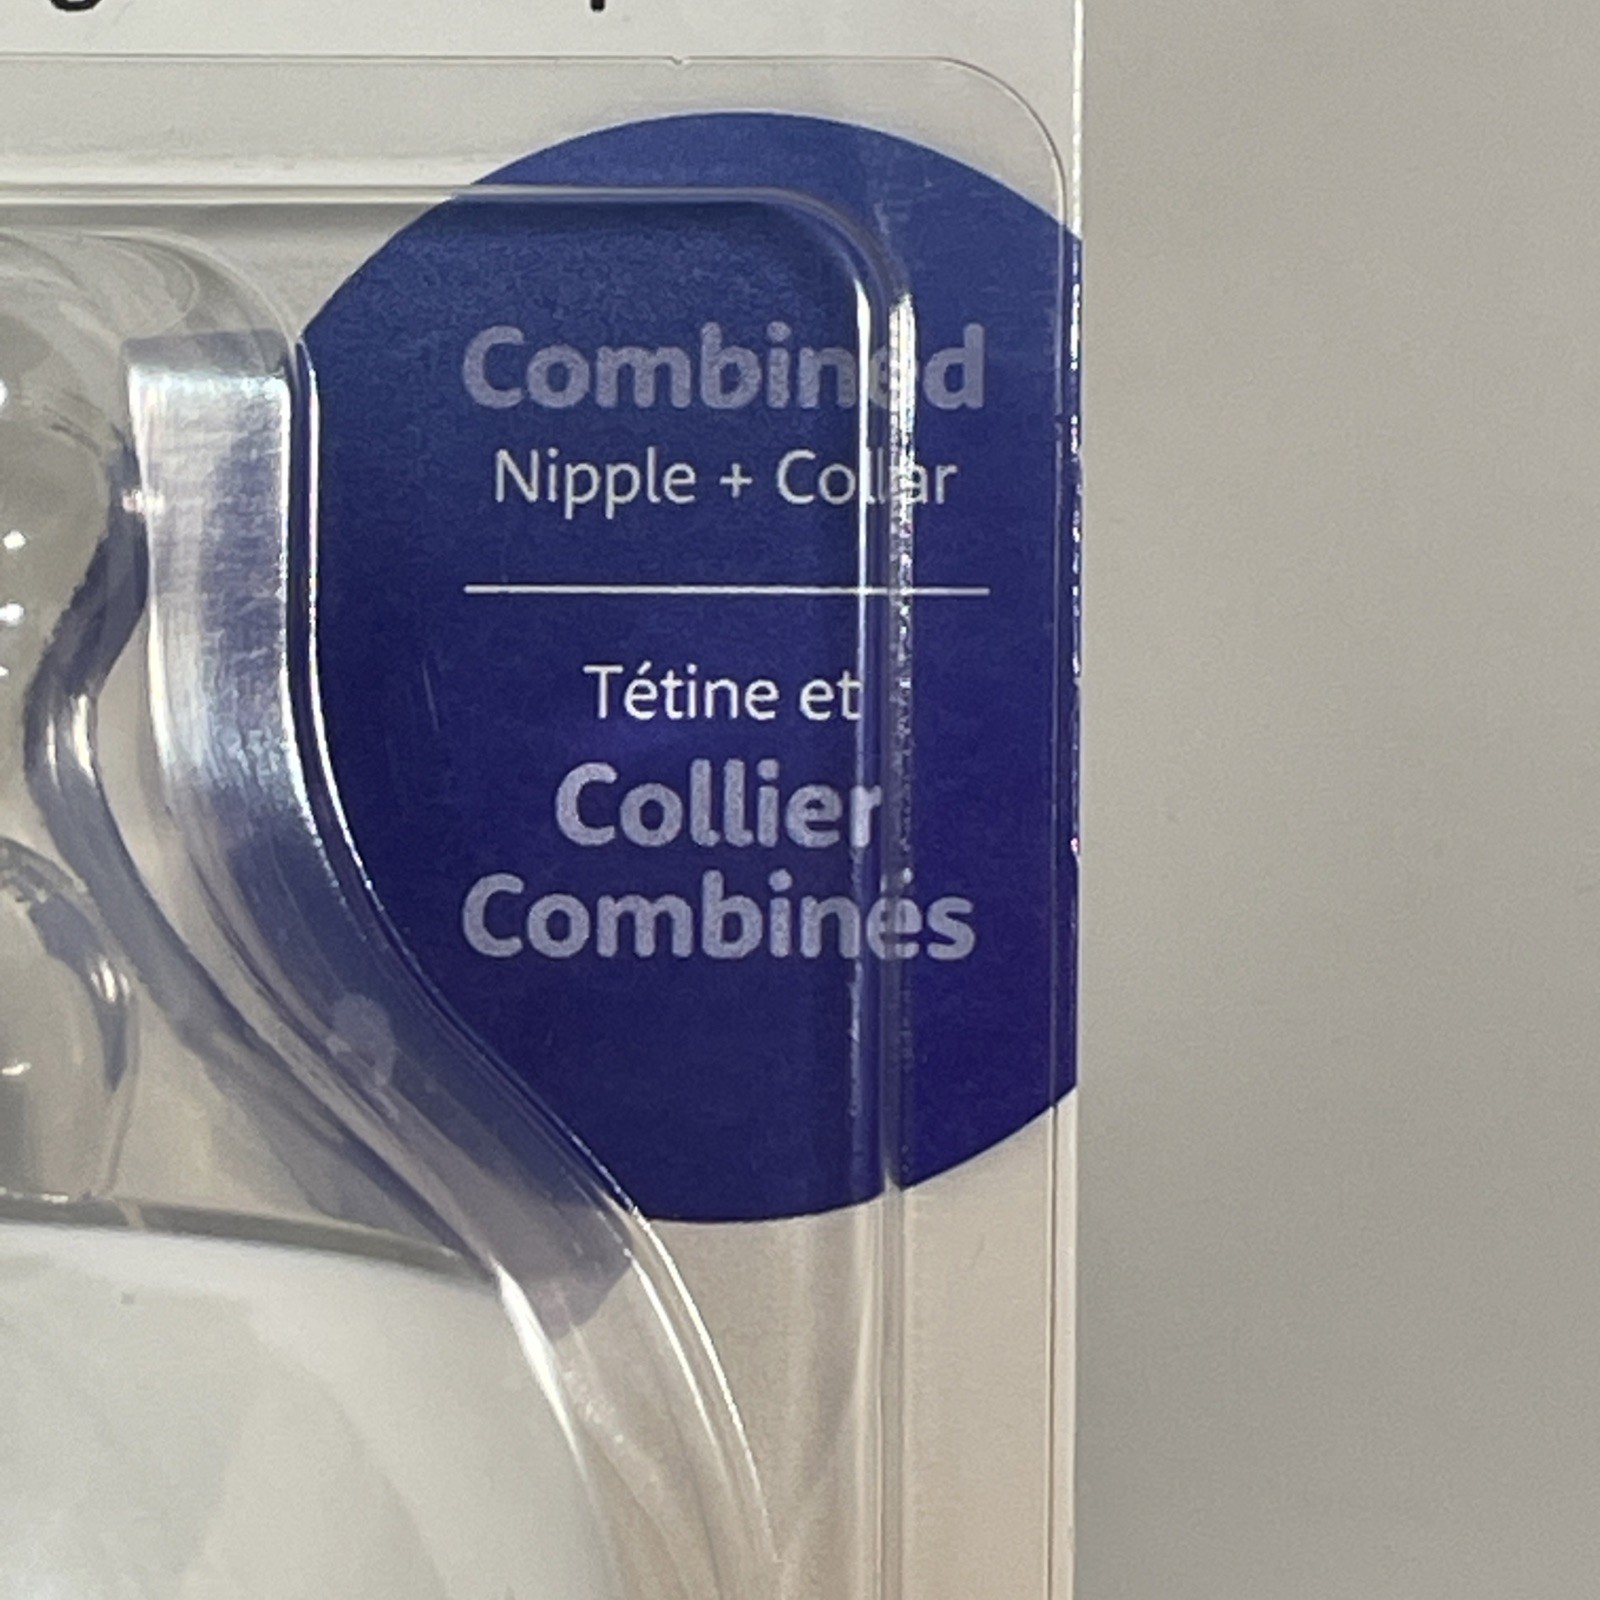 Combined
Nipple + Collar
Tétine et
Collier
Combinés